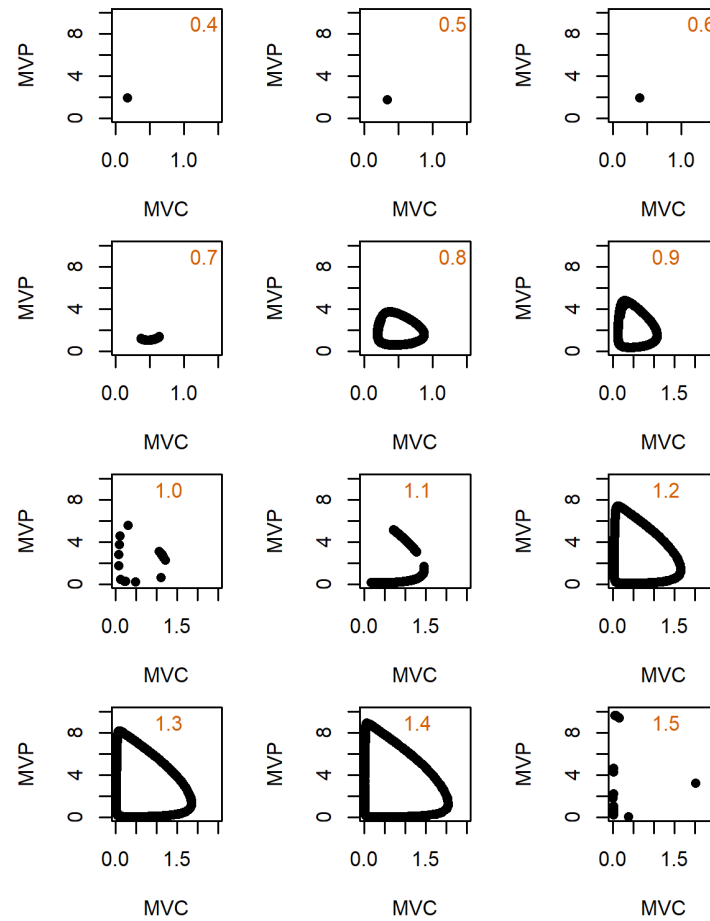 MVP 8 4 0 0.4 0.0 1.0 MVC
MVP 8 4 0 0.5 0.0 1.0 MVC
MVP 8 4 0 0.6 0.0 1.0 MVC
MVP 8 4 0 0.7 0.0 1.0 MVC
MVP 8 4 0 0.8 0.0 1.0 MVC
MVP 8 4 0 0.9 0.0 1.5 MVC
MVP 8 4 0 1.0 0.0 1.5 MVC
MVP 8 4 0 1.1 0.0 1.5 MVC
MVP 8 4 0 1.2 0.0 1.5 MVC
MVP 8 4 0 1.3 0.0 1.5 MVC
MVP 8 4 0 1.4 0.0 1.5 MVC
MVP 8 4 0 1.5 0.0 1.5 MVC